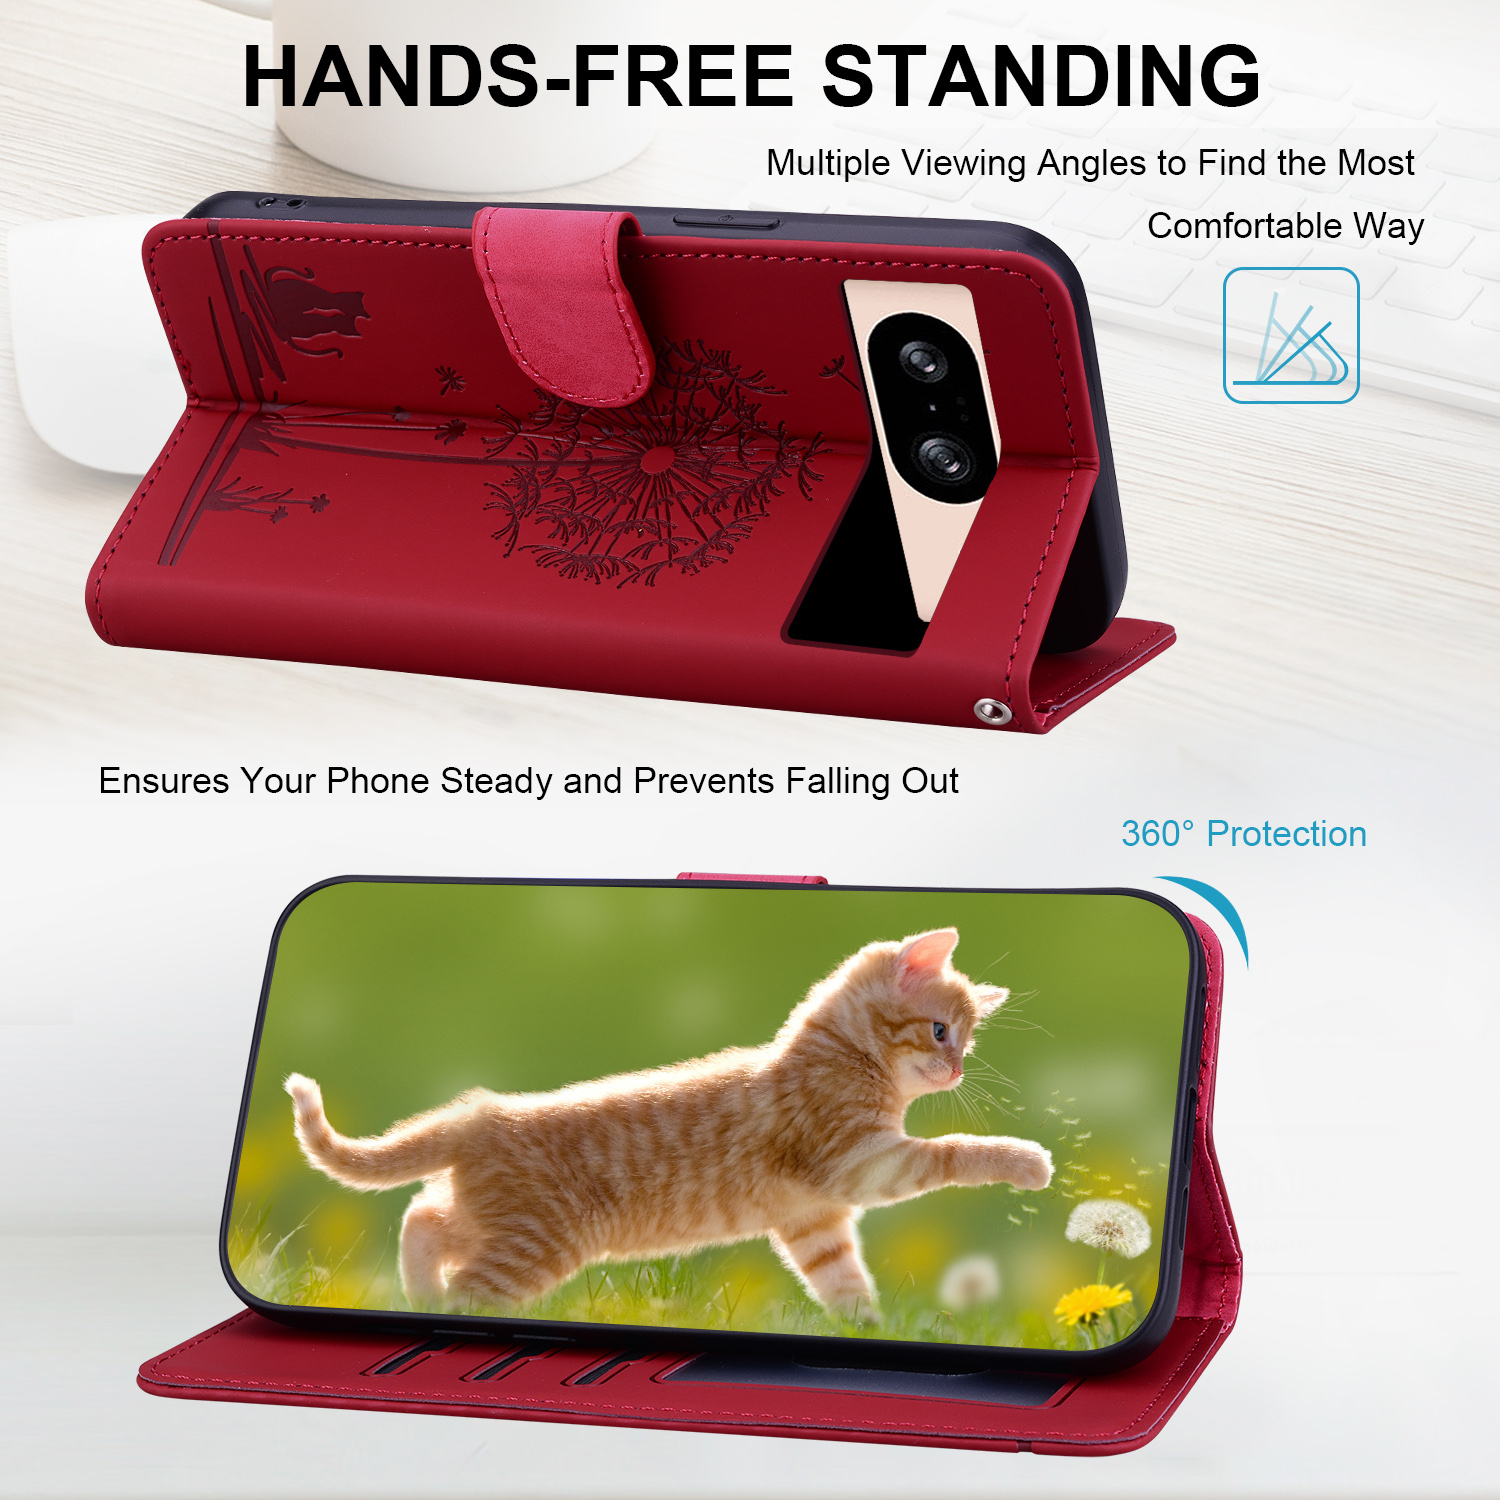 HANDS-FREE STANDING
Multiple Viewing Angles to Find the Most
Comfortable Way
Ensures Your Phone Steady and Prevents Falling Out
360° Protection